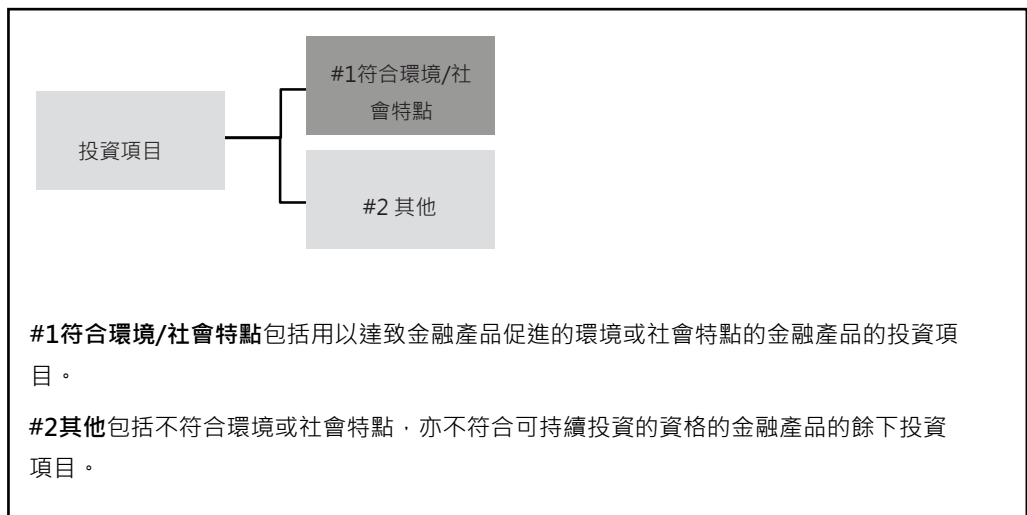 #1符合環境/社
會特點
投資項目
#2 其他
#1符合環境/社會特點包括用以達致金融產品促進的環境或社會特點的金融產品的投資項
目。
#2其他包括不符合環境或社會特點，亦不符合可持續投資的資格的金融產品的餘下投資
項目。